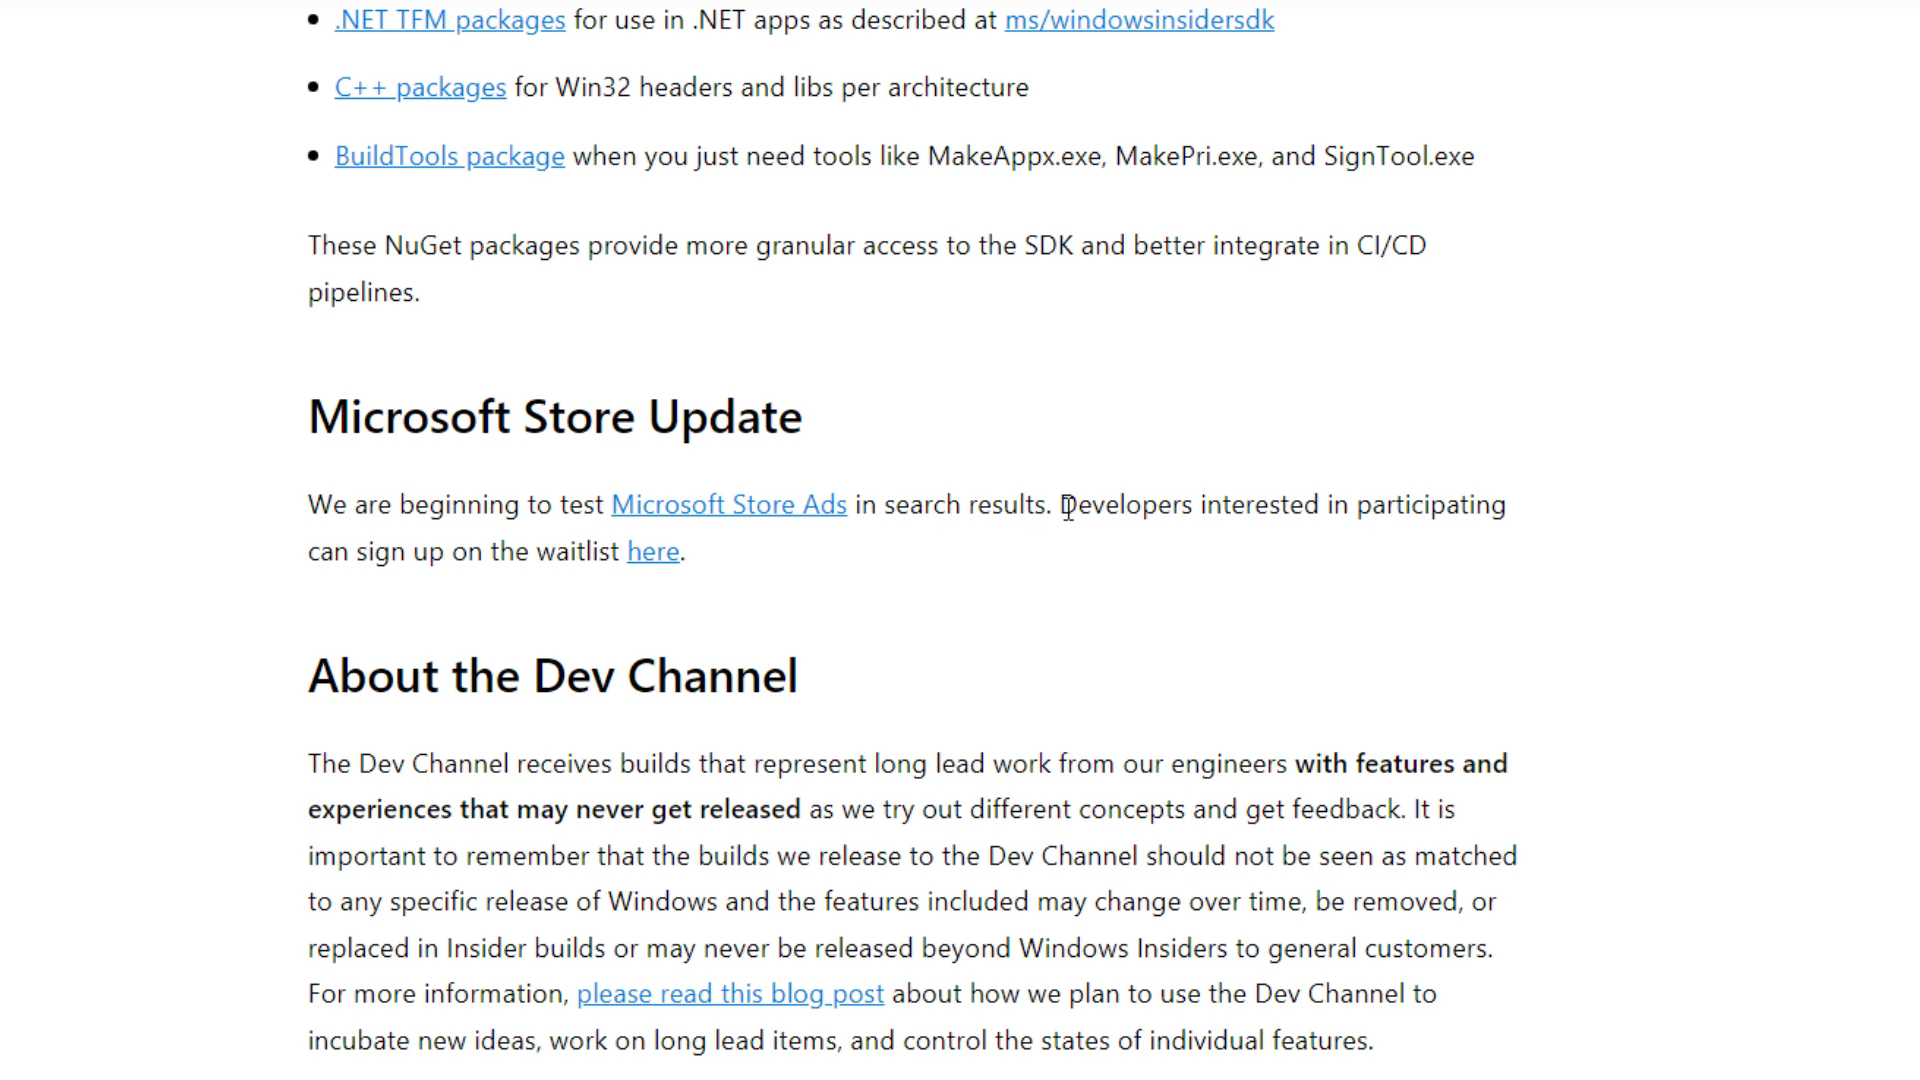 • .NET TFM packages for use in .NET apps as described at ms/windowsinsidersdk
• C++ packages for Win32 headers and libs per architecture
• BuildTools package when you just need tools like MakeAppx.exe, MakePri.exe, and SignTool.exe
These NuGet packages provide more granular access to the SDK and better integrate in CI/CD
pipelines.
Microsoft Store Update
We are beginning to test Microsoft Store Ads in search results. Developers interested in participating
can sign up on the waitlist here.
About the Dev Channel
The Dev Channel receives builds that represent long lead work from our engineers with features and
experiences that may never get released as we try out different concepts and get feedback. It is
important to remember that the builds we release to the Dev Channel should not be seen as matched
to any specific release of Windows and the features included may change over time, be removed, or
replaced in Insider builds or may never be released beyond Windows Insiders to general customers.
For more information, please read this blog post about how we plan to use the Dev Channel to
incubate new ideas, work on long lead items, and control the states of individual features.